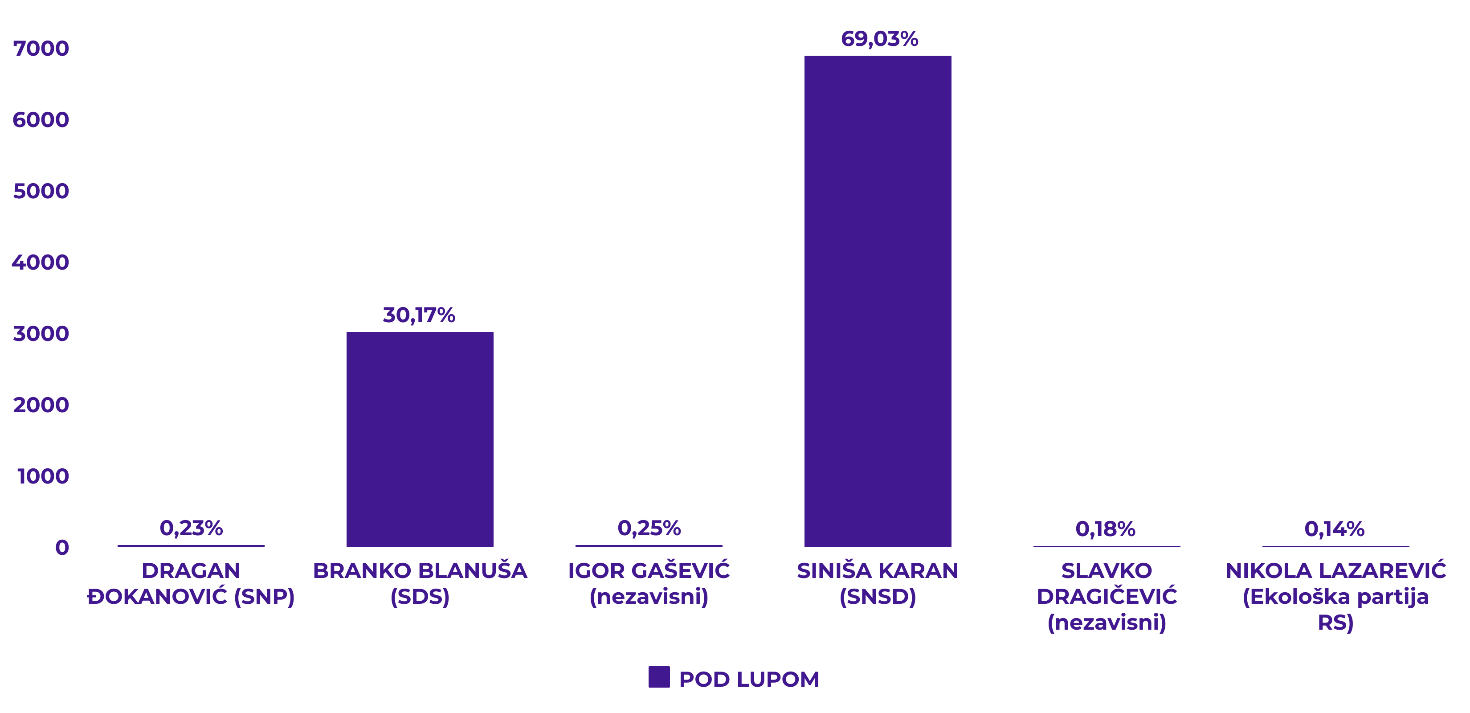 69,03%
7000
6000
5000
4000
30,17%
3000
2000
1000
0,23%
0,25%
0,18%
0,14%
0
DRAGAN
ĐOKANOVIĆ (SNP)
BRANKO BLANUŠA
(SDS)
IGOR GAŠEVIĆ
(nezavisni)
SINIŠA KARAN
(SNSD)
SLAVKO
DRAGIČEVIĆ
(nezavisni)
NIKOLA LAZAREVIĆ
(Ekološka partija
RS)
POD LUPOM